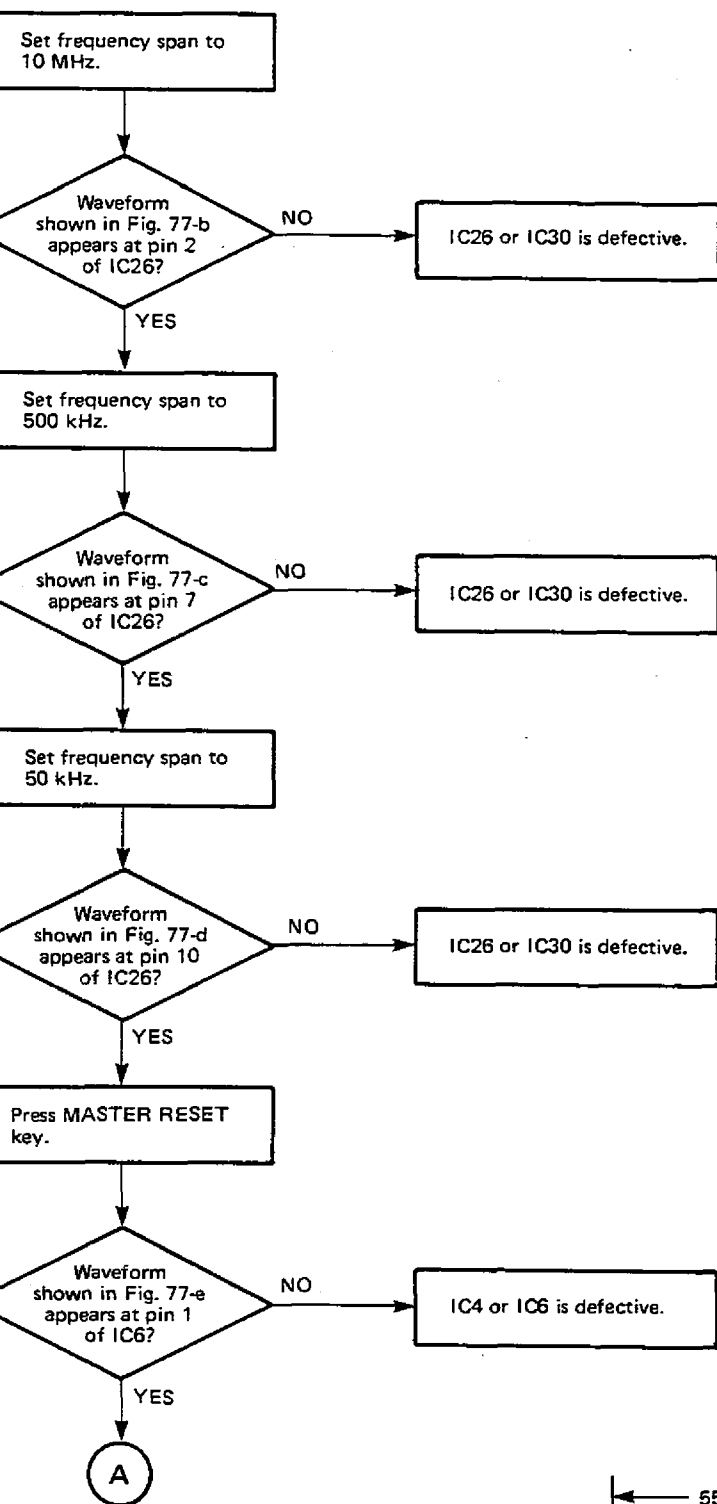 Set frequency span to
10 MHz.
Waveform
shown in Fig. 77-b
appears at pin 2
of IC26?
NO
IC26 or IC30 is defective.
YES
Set frequency span to
500 kHz.
Waveform
shown in Fig. 77-c
appears at pin 7
of IC26?
NO
IC26 or IC30 is defective.
YES
Set frequency span to
50 kHz.
Waveform
shown in Fig. 77-d
appears at pin 10
of IC26?
NO
IC26 or IC30 is defective.
YES
Press MASTER RESET
key.
Waveform
shown in Fig. 77-e
appears at pin 1
of IC6?
NO
IC4 or IC6 is defective.
YES
A